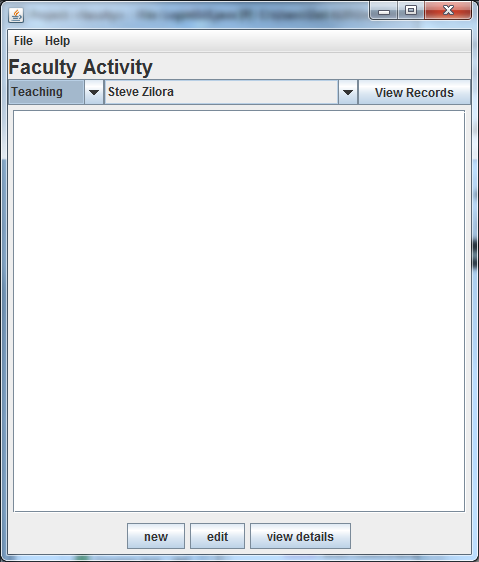 File Help
Faculty Activity
Teaching Steve Zilora View Records
new edit view details